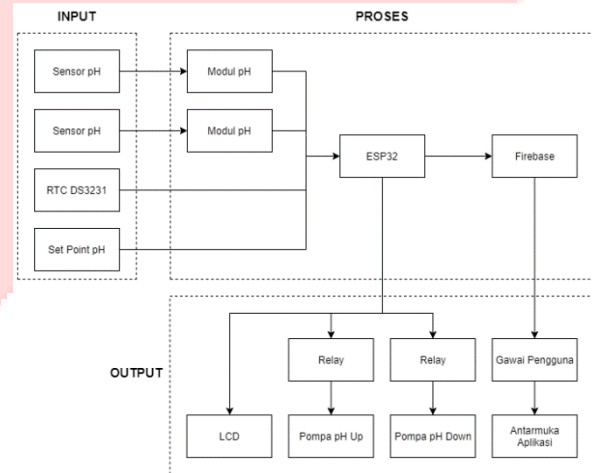 INPUT
PROSES
Sensor pH
Modul pH
Sensor pH
Modul pH
ESP32
Firebase
RTC DS3231
Set Point pH
OUTPUT
Relay
Relay
Gawai Pengguna
LCD
Pompa pH Up
Pompa pH Down
Antarmuka
Aplikasi